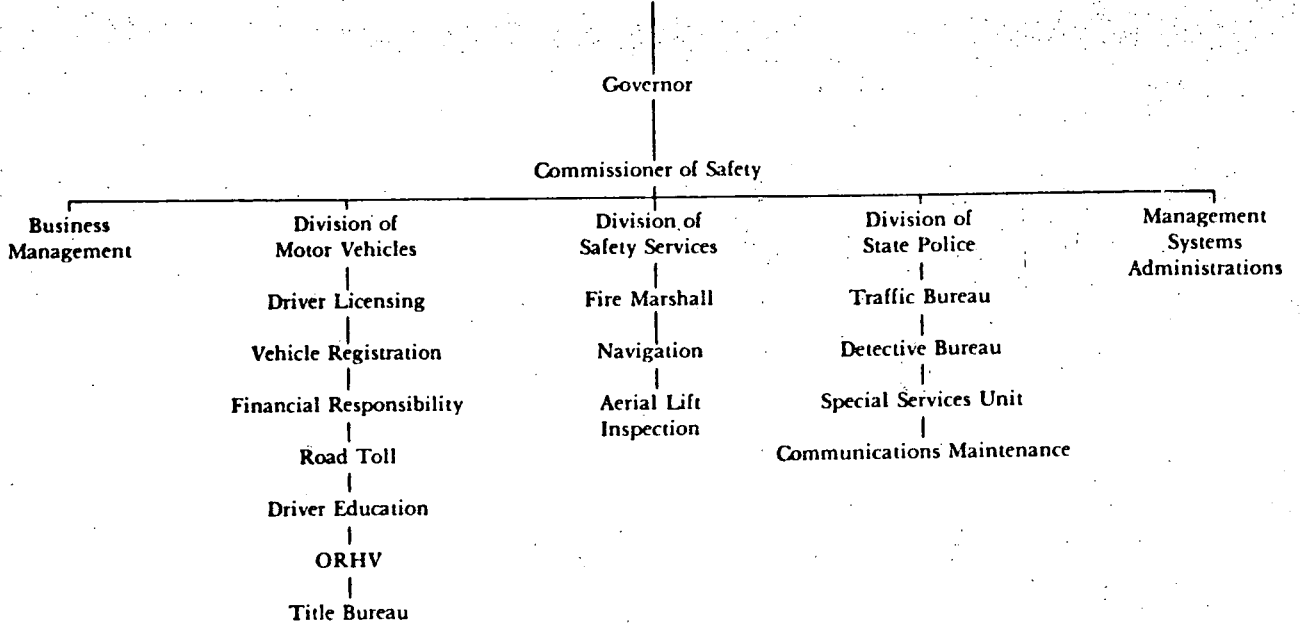 Governor
Commissioner of Safety
Business
Management
Division of
Motor Vehicles
Driver Licensing
Vehicle Registration
Financial Responsibility
Road Toll
Driver Education
ORHV
Title Bureau
Division of
Safety Services
Fire Marshall
Navigation
Aerial Lift
Inspection
Division of
State Police
Traffic Bureau
Detective Bureau
Special Services Unit
Communications Maintenance
Management
Systems
Administrations